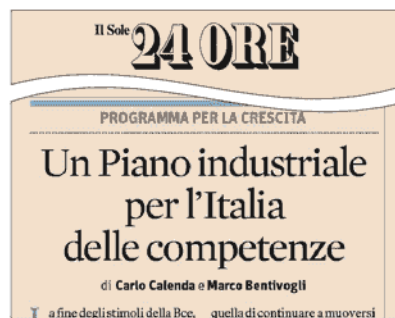 Il Sole
24 ORE
PROGRAMMA PER LA CRESCITA
Un Piano industriale
per l'Italia
delle competenze
di Carlo Calenda e Marco Bentivogli
La fine degli stimoli della Bce, quella di continuare a muoversi